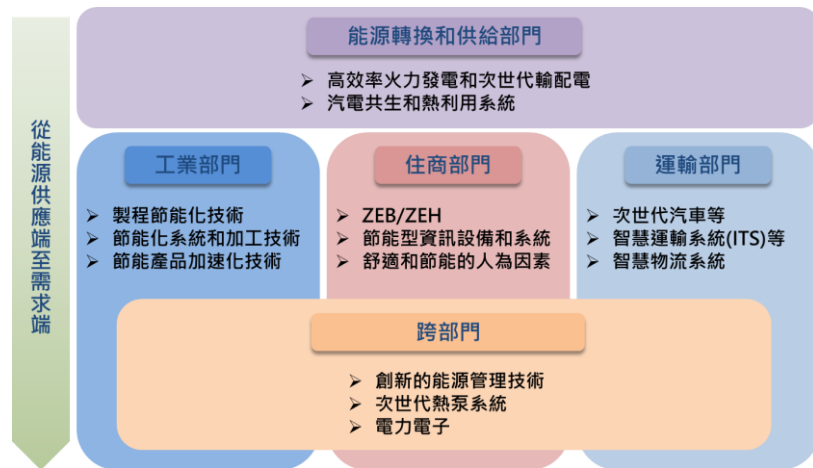 從能源供應端至需求端
能源轉換和供給部門
➢ 高效率火力發電和次世代輸配電
➢ 汽電共生和熱利用系統
工業部門
➢ 製程節能化技術
➢ 節能化系統和加工技術
➢ 節能產品加速化技術
住商部門
➢ ZEB/ZEH
➢ 節能型資訊設備和系統
➢ 舒適和節能的人為因素
運輸部門
➢ 次世代汽車等
➢ 智慧運輸系統(ITS)等
➢ 智慧物流系統
跨部門
➢ 創新的能源管理技術
➢ 次世代熱泵系統
➢ 電力電子